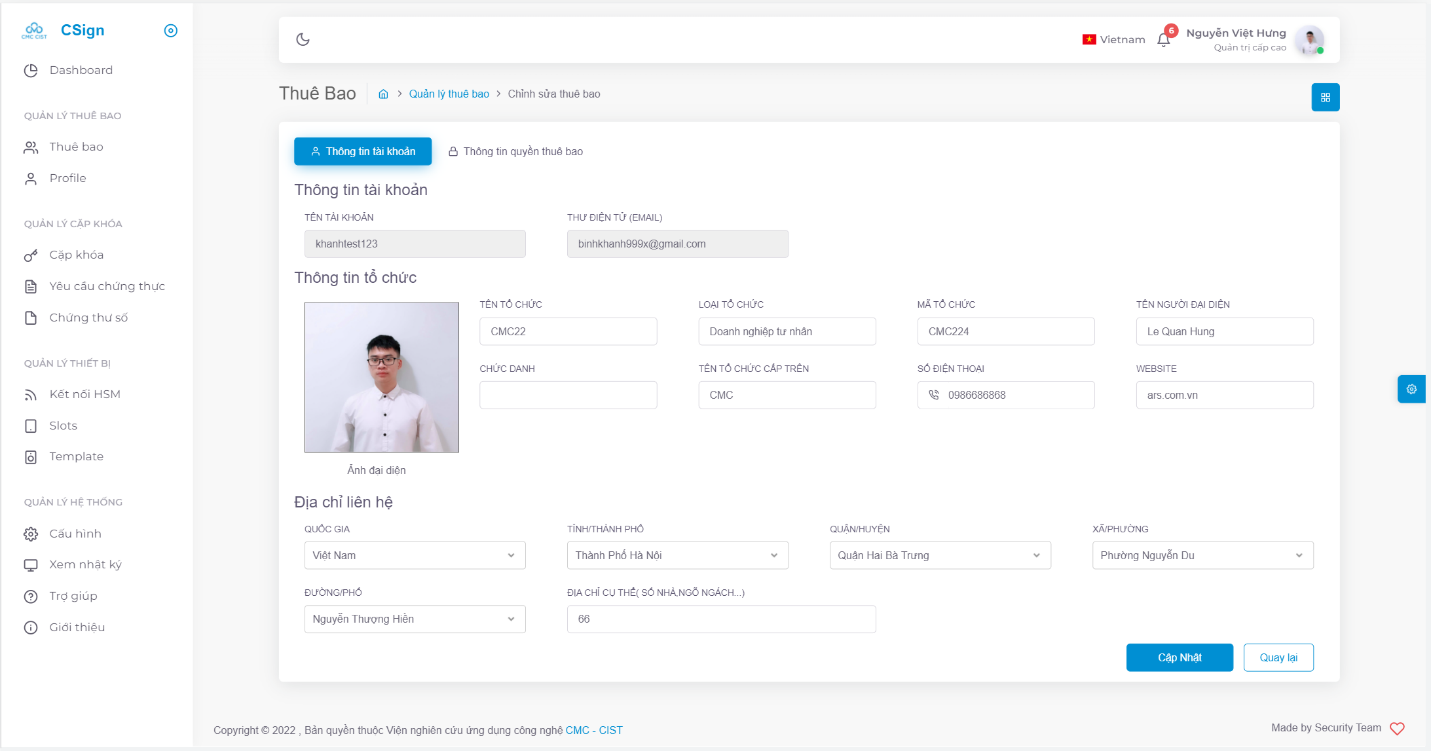 CMC CIST
CSign
Dashboard
QUẢN LÝ THUÊ BAO
Thuê bao
Profile
QUẢN LÝ CẶP KHÓA
Cặp khóa
Yêu cầu chứng thực
Chứng thư số
QUẢN LÝ THIẾT BỊ
Kết nối HSM
Slots
Template
QUẢN LÝ HỆ THỐNG
Cấu hình
Xem nhật ký
Trợ giúp
Giới thiệu
Vietnam
6
Nguyễn Việt Hưng
Quản trị cấp cao
Thuê Bao
Quản lý thuê bao > Chỉnh sửa thuê bao
Thông tin tài khoản
Thông tin quyền thuê bao
Thông tin tài khoản
TÊN TÀI KHOẢN
THƯ ĐIỆN TỬ (EMAIL)
khanhtest123
binhkhanh999x@gmail.com
Thông tin tổ chức
TÊN TỔ CHỨC
LOẠI TỔ CHỨC
MÃ TỔ CHỨC
TÊN NGƯỜI ĐẠI DIỆN
CMC22
Doanh nghiệp tư nhân
CMC224
Le Quan Hung
CHỨC DANH
TÊN TỔ CHỨC CẤP TRÊN
SỐ ĐIỆN THOẠI
WEBSITE
CMC
0986686868
ars.com.vn
Ảnh đại diện
Địa chỉ liên hệ
QUỐC GIA
TỈNH/THÀNH PHỐ
QUẬN/HUYỆN
XÃ/PHƯỜNG
Việt Nam
Thành Phố Hà Nội
Quận Hai Bà Trưng
Phường Nguyễn Du
ĐƯỜNG/PHỐ
ĐỊA CHỈ CỤ THỂ( SỐ NHÀ,NGÕ NGÁCH...)
Nguyễn Thượng Hiền
66
Cập Nhật
Quay lại
Copyright © 2022 , Bản quyền thuộc Viện nghiên cứu ứng dụng công nghệ CMC - CIST
Made by Security Team